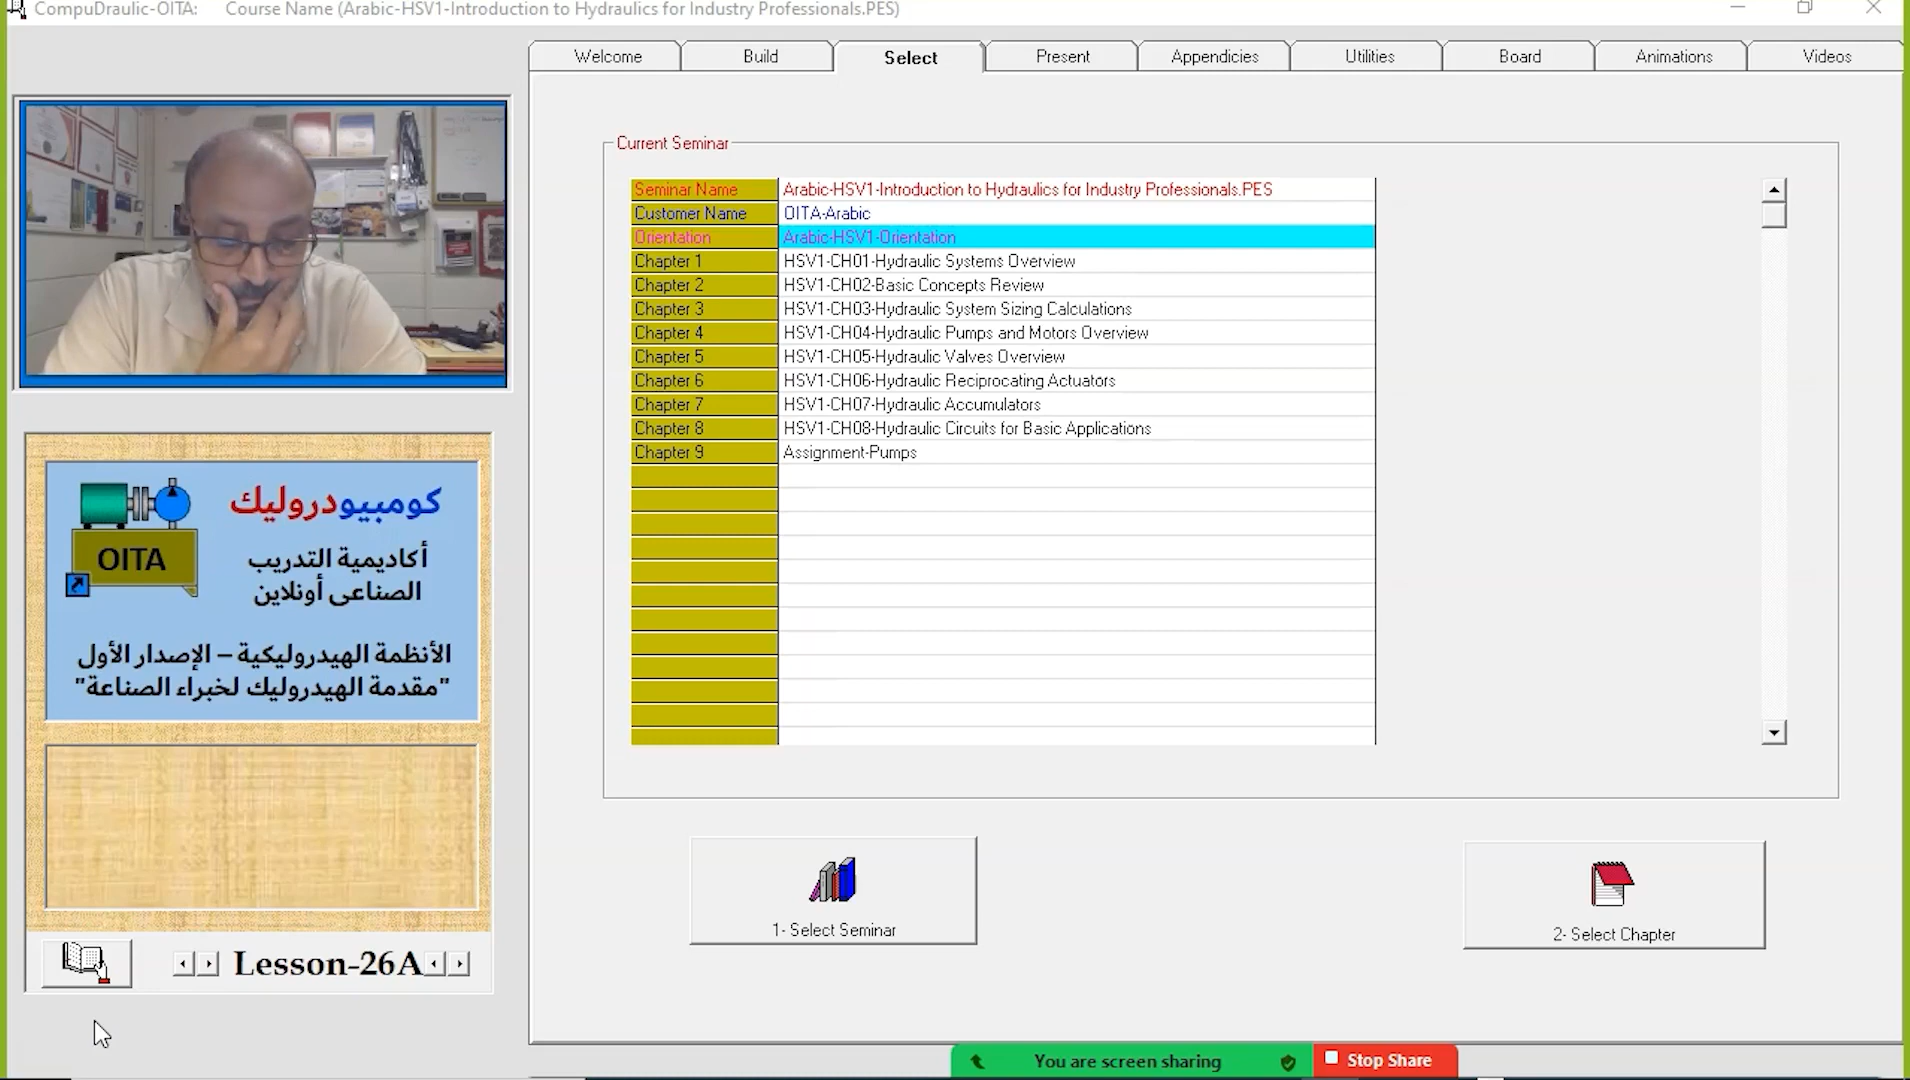 CompuDraulic-OITA: Course Name (Arabic-HSV1-Introduction to Hydraulics for Industry Professionals.PES)
Welcome Build Select Present Appendicies Utilities Board Animations Videos
Current Seminar
Seminar Name Arabic-HSV1-Introduction to Hydraulics for Industry Professionals.PES
Customer Name OITA-Arabic
Orientation Arabic-HSV1-Orientation
Chapter 1 HSV1-CH01-Hydraulic Systems Overview
Chapter 2 HSV1-CH02-Basic Concepts Review
Chapter 3 HSV1-CH03-Hydraulic System Sizing Calculations
Chapter 4 HSV1-CH04-Hydraulic Pumps and Motors Overview
Chapter 5 HSV1-CH05-Hydraulic Valves Overview
Chapter 6 HSV1-CH06-Hydraulic Reciprocating Actuators
Chapter 7 HSV1-CH07-Hydraulic Accumulators
Chapter 8 HSV1-CH08-Hydraulic Circuits for Basic Applications
Chapter 9 Assignment-Pumps
كومبيودروليك
OITA
أكاديمية التدريب
الصناعى أونلاين
الأنظمة الهيدروليكية – الإصدار الأول
"مقدمة الهيدروليك لخبراء الصناعة"
Lesson-26A
1- Select Seminar
2- Select Chapter
You are screen sharing Stop Share